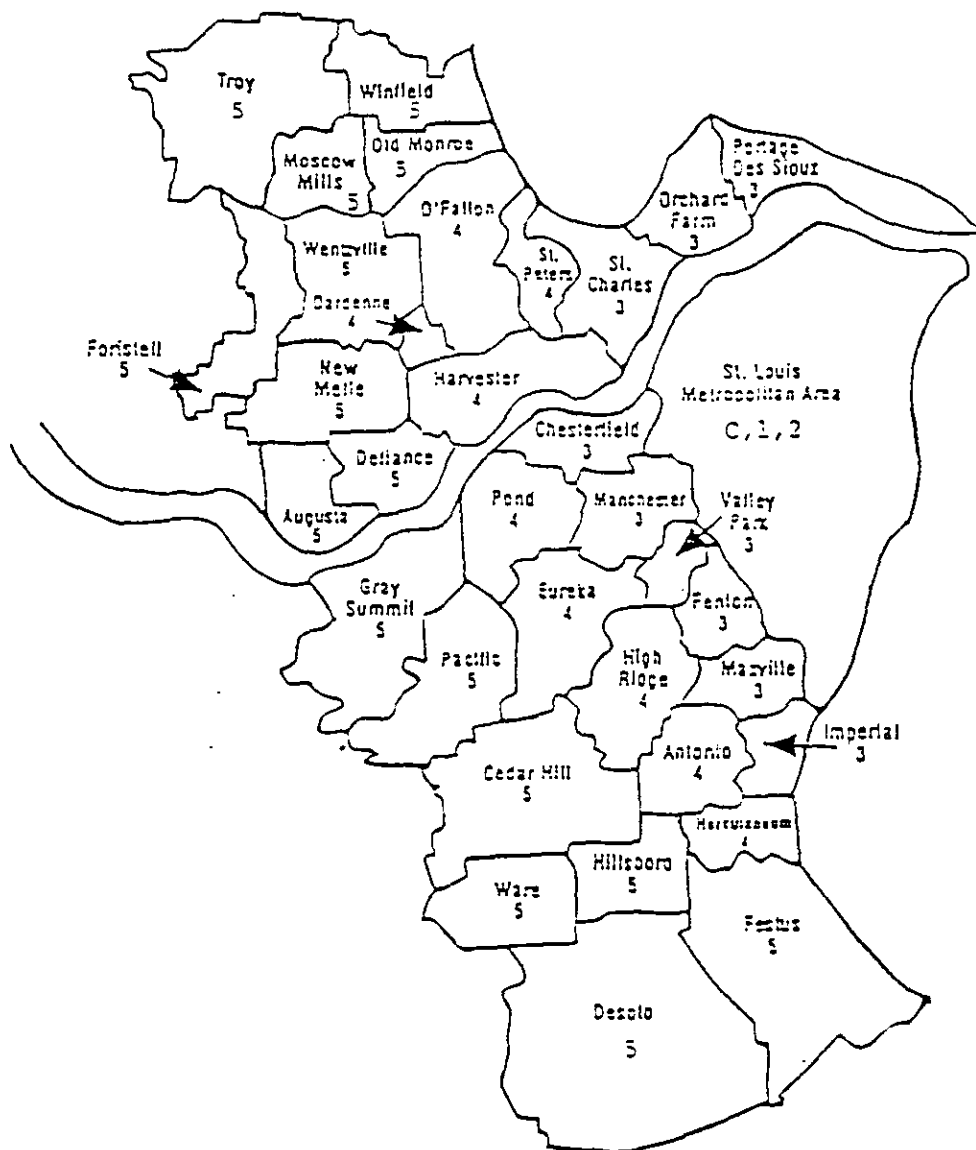 Troy
5
Winfield
5
Old Monroe
5
Moscow
Mills
5
Portage
Des Sioux
3
Orchard
Farm
3
O'Fallon
4
Wentzville
5
St.
Peters
4
St.
Charles
3
Dardenne
4
Foristell
5
New
Melle
5
Harvester
4
St. Louis
Metropolitan Area
C,1,2
Chesterfield
3
Defiance
5
Augusta
5
Pond
4
Manchester
3
Valley
Park
3
Gray
Summit
5
Eureka
4
Fenton
3
Pacific
5
High
Ridge
4
Maxville
3
Imperial
3
Antonio
4
Cedar Hill
5
Herculaneum
4
Hillsboro
5
Ware
5
Festus
5
Desoto
5